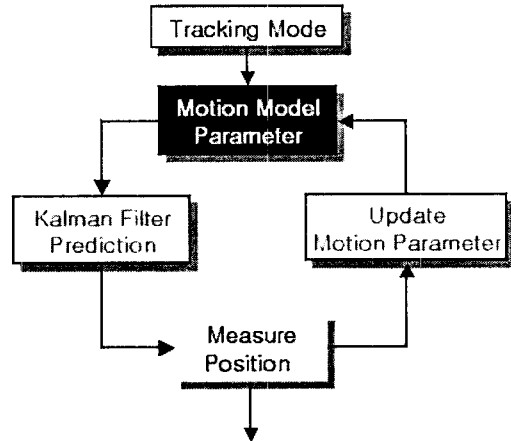 Tracking Mode
Motion Model
Parameter
Kalman Filter
Prediction
Update
Motion Parameter
Measure
Position